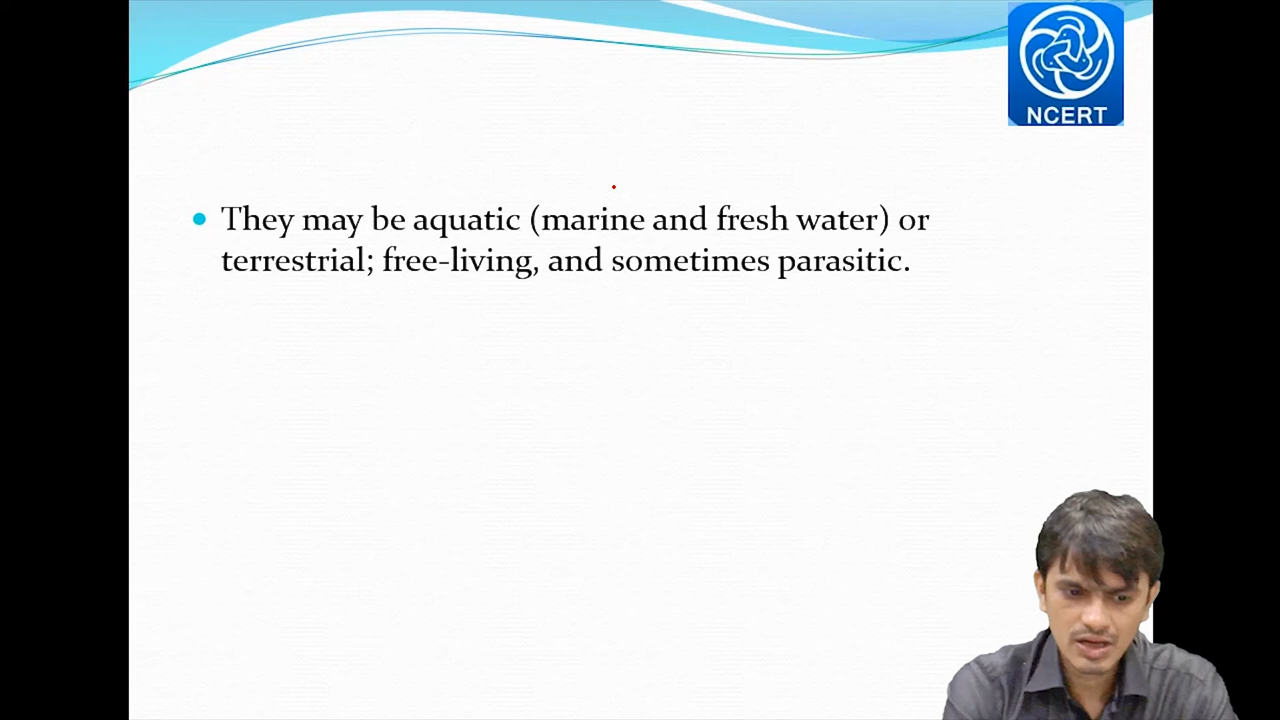 NCERT
• They may be aquatic (marine and fresh water) or
terrestrial; free-living, and sometimes parasitic.